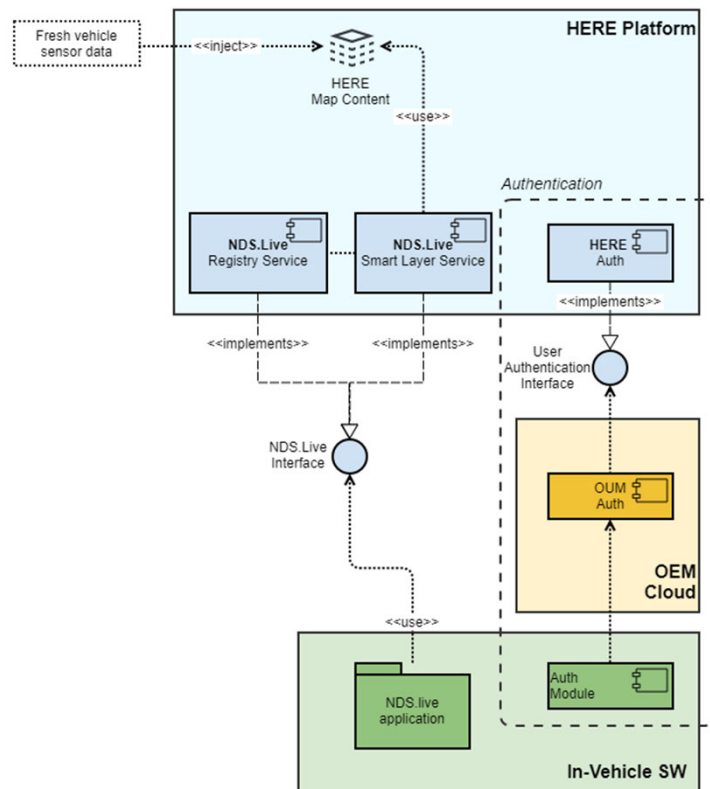 Fresh vehicle
sensor data
<<inject>>
HERE
Map Content
HERE Platform
<<use>>
Authentication
NDS.Live
Registry Service
NDS.Live
Smart Layer Service
HERE
Auth
<<implements>>
<<implements>>
<<implements>>
User
Authentication
Interface
NDS.Live
Interface
OUM
Auth
OEM
Cloud
<<use>>
NDS.live
application
Auth
Module
In-Vehicle SW